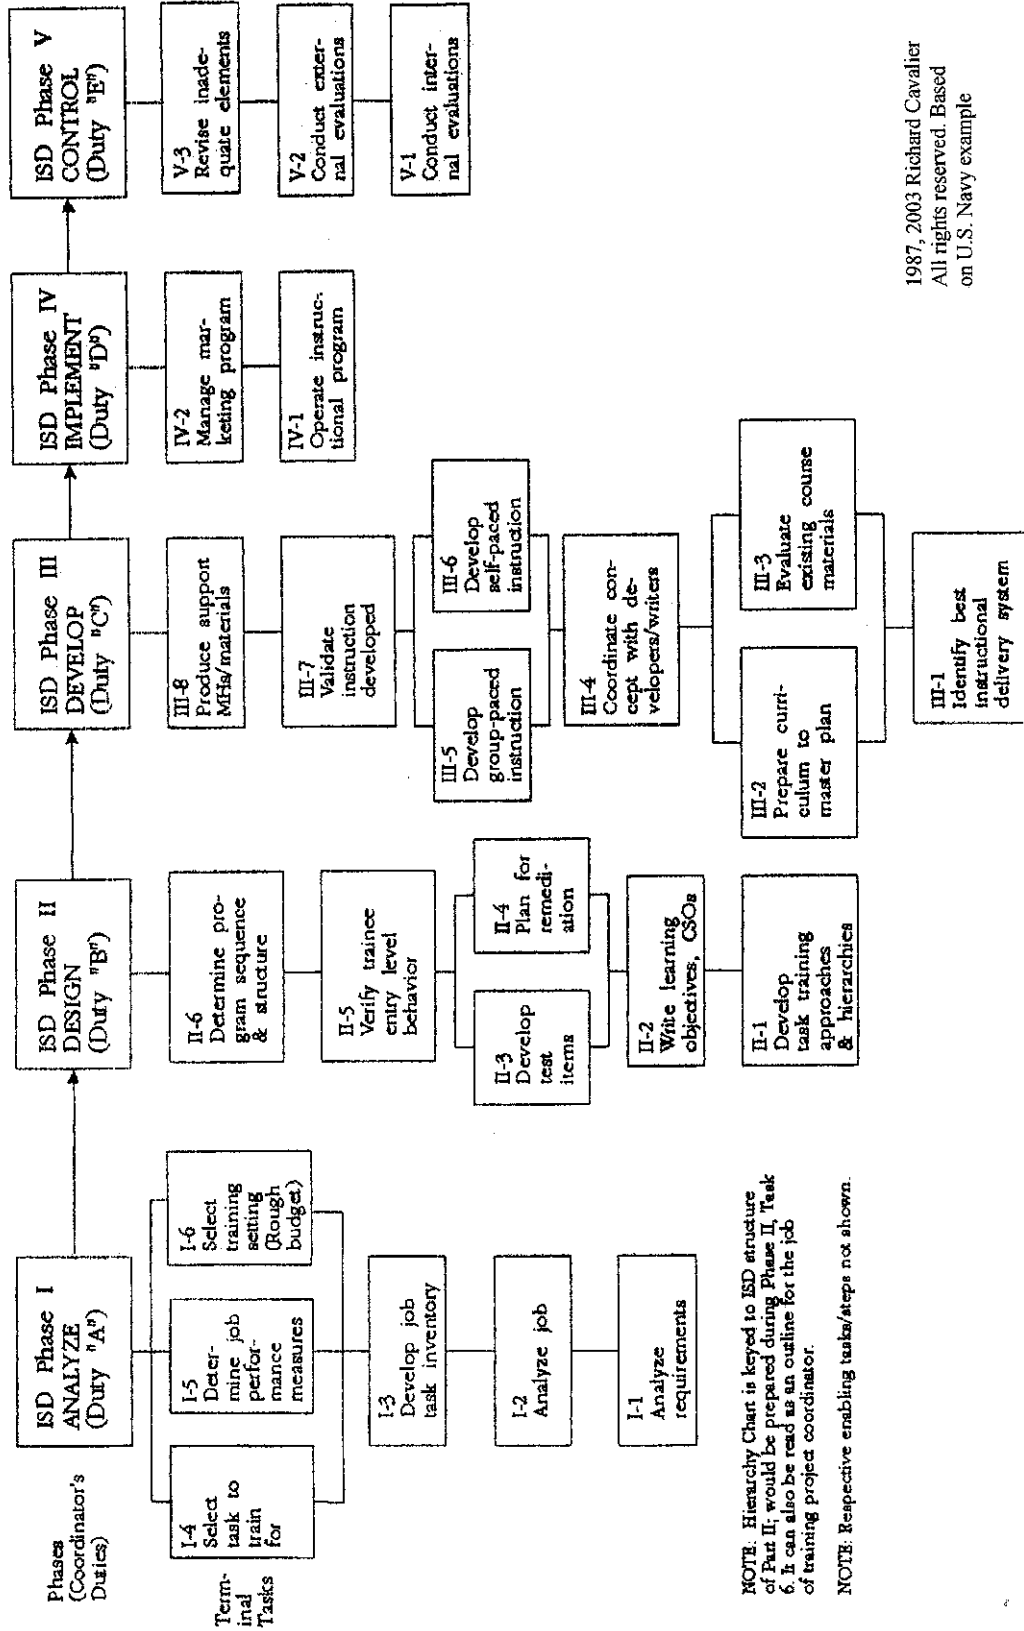 Phases
(Coordinator's
Duties)
Term-
inal
Tasks
ISD Phase I
ANALYZE
(Duty "A")
I-4
Select
task to
train
for
I-5
Deter-
mine job
perfor-
mance
measures
I-6
Select
training
setting
(Rough
budget)
I-3
Develop job
task inventory
I-2
Analyze job
I-1
Analyze
requirements
ISD Phase II
DESIGN
(Duty "B")
II-6
Determine pro-
gram sequence
& structure
II-5
Verify trainee
entry level
behavior
II-3
Develop
test
items
II-4
Plan for
remedi-
ation
II-2
Write learning
objectives, CSOs
II-1
Develop
task training
approaches
& hierarchies
ISD Phase III
DEVELOP
(Duty "C")
III-8
Produce support
MHs/materials
III-7
Validate
instruction
developed
III-5
Develop
group-paced
instruction
III-6
Develop
self-paced
instruction
III-4
Coordinate con-
cept with de-
velopers/writers
III-2
Prepare curri-
culum to
master plan
III-3
Evaluate
existing course
materials
III-1
Identify best
instructional
delivery system
ISD Phase IV
IMPLEMENT
(Duty "D")
IV-2
Manage mar-
keting program
IV-1
Operate instruc-
tional program
ISD Phase V
CONTROL
(Duty "E")
V-3
Revise inade-
quate elements
V-2
Conduct exter-
nal evaluations
V-1
Conduct inter-
nal evaluations
NOTE: Hierarchy Chart is keyed to ISD structure
of Part II; would be prepared during Phase II, Task
6. It can also be read as an outline for the job
of training project coordinator.
NOTE: Respective enabling tasks/steps not shown.
1987, 2003 Richard Cavalier
All rights reserved. Based
on U.S. Navy example